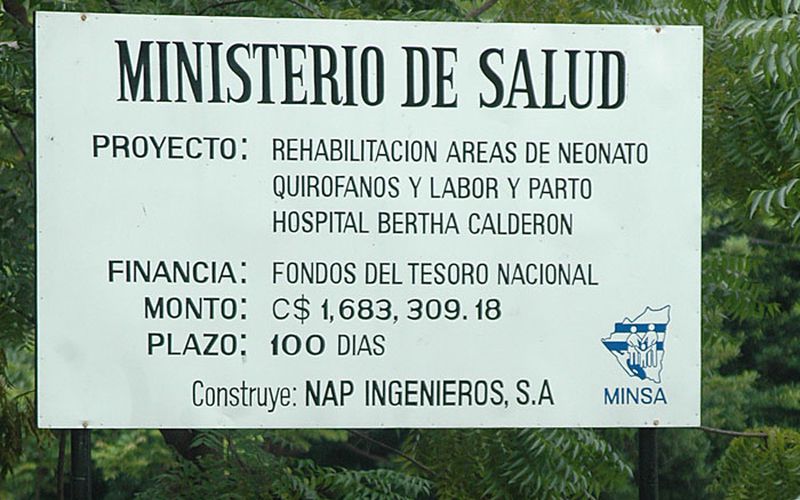 MINISTERIO DE SALUD
PROYECTO: REHABILITACION AREAS DE NEONATO
QUIROFANOS Y LABOR Y PARTO
HOSPITAL BERTHA CALDERON
FINANCIA: FONDOS DEL TESORO NACIONAL
MONTO: C$ 1,683,309.18
PLAZO: 100 DIAS
Construye: NAP INGENIEROS, S.A
MINSA